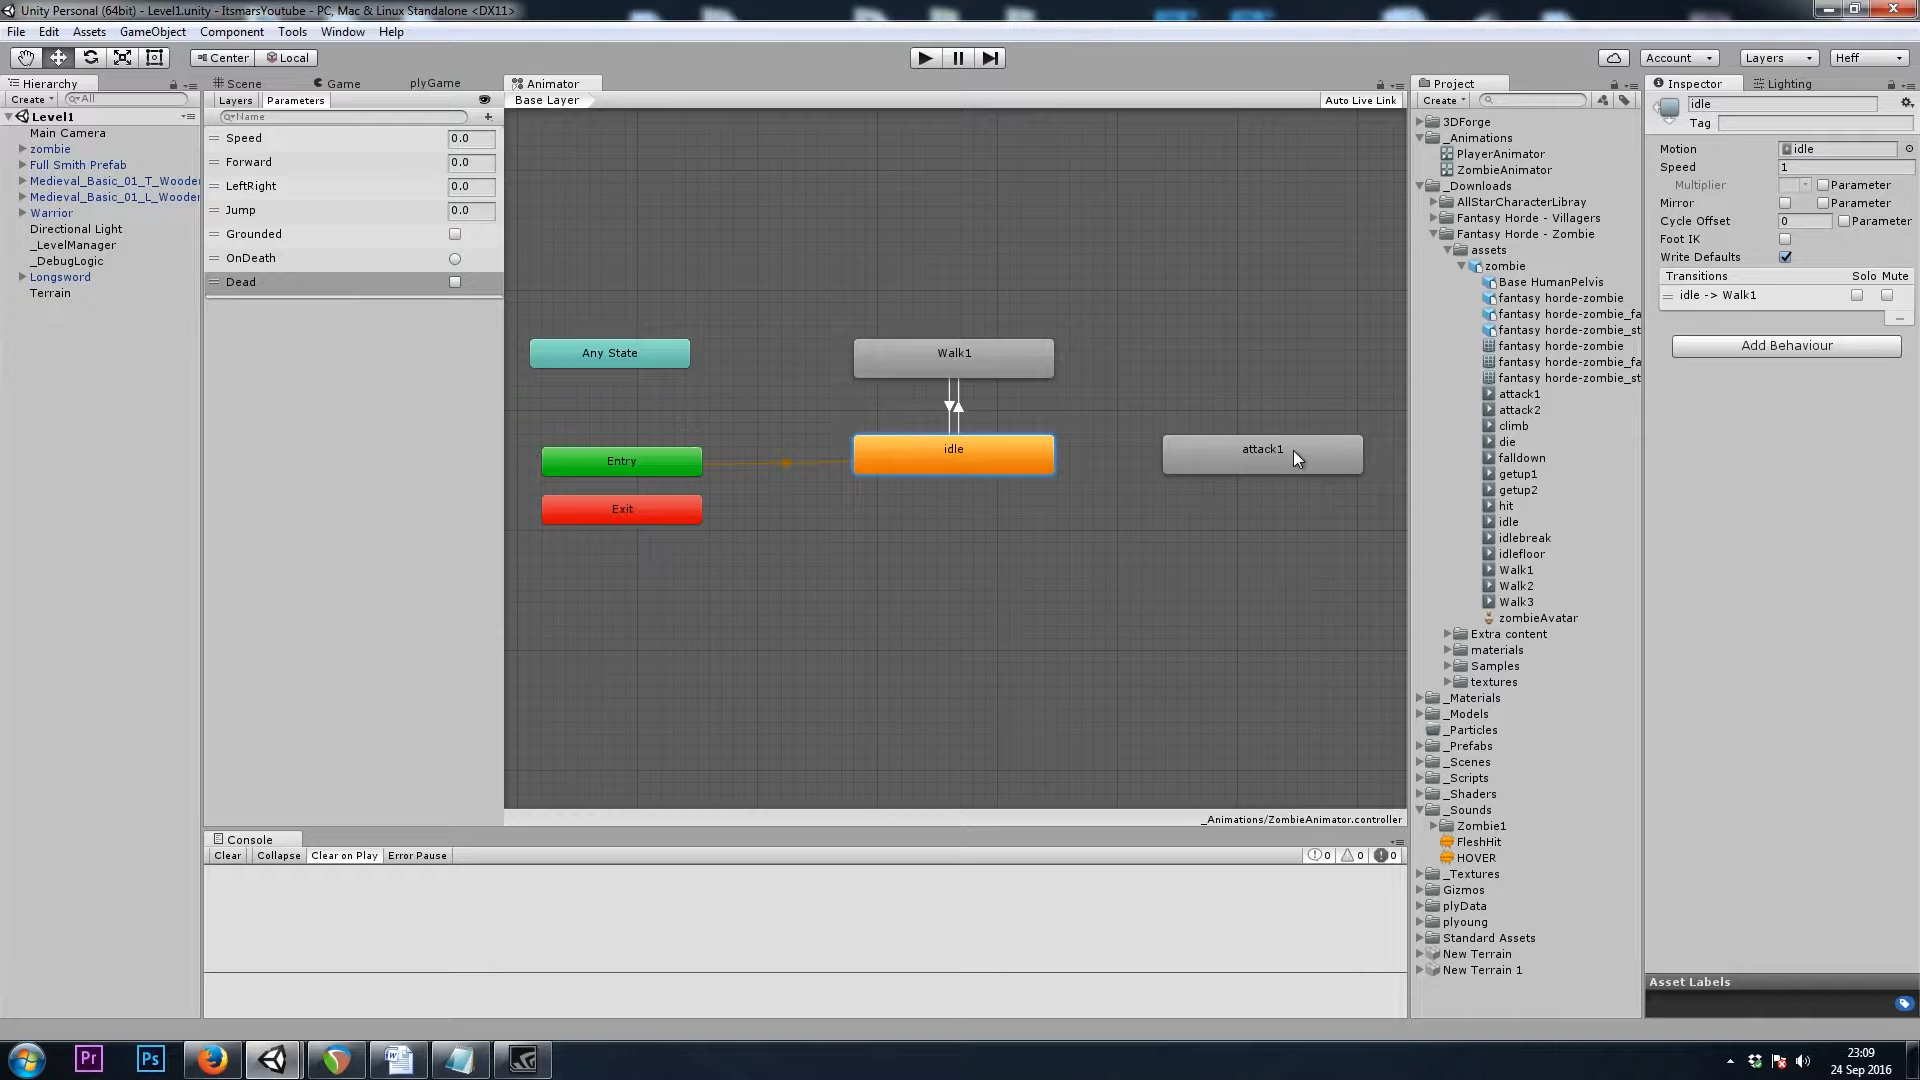 Unity Personal (64bit) - Level1.unity - ItsmarsYoutube - PC, Mac & Linux Standalone <DX11>
File Edit Assets GameObject Component Tools Window Help
Center Local Account Layers Heff
Hierarchy
Create All
Level1
Main Camera
zombie
Full Smith Prefab
Medieval_Basic_01_T_Wooden
Medieval_Basic_01_L_Wooden
Warrior
Directional Light
_LevelManager
_DebugLogic
Longsword
Terrain
Scene Game plyGame Animator
Layers Parameters
Base Layer
Auto Live Link
Name
Speed 0.0
Forward 0.0
LeftRight 0.0
Jump 0.0
Grounded
OnDeath
Dead
Any State
Walk1
Entry
idle
attack1
Exit
_Animations/ZombieAnimator.controller
Console
Clear Collapse Clear on Play Error Pause
0 0 0
Project
Create
3DForge
_Animations
PlayerAnimator
ZombieAnimator
_Downloads
AllStarCharacterLibray
Fantasy Horde - Villagers
Fantasy Horde - Zombie
assets
zombie
Base HumanPelvis
fantasy horde-zombie
fantasy horde-zombie_fa
fantasy horde-zombie_st
fantasy horde-zombie
fantasy horde-zombie_fa
fantasy horde-zombie_st
attack1
attack2
climb
die
falldown
getup1
getup2
hit
idle
idlebreak
idlefloor
Walk1
Walk2
Walk3
zombieAvatar
Extra content
materials
Samples
textures
_Materials
_Models
_Particles
_Prefabs
_Scenes
_Scripts
_Shaders
_Sounds
Zombie1
FleshHit
HOVER
_Textures
Gizmos
plyData
plyoung
Standard Assets
New Terrain
New Terrain 1
Inspector Lighting
idle
Tag
Motion idle
Speed 1
Multiplier Parameter
Mirror Parameter
Cycle Offset 0 Parameter
Foot IK
Write Defaults
Transitions Solo Mute
idle -> Walk1
Add Behaviour
Asset Labels
Pr Ps
23:09
24 Sep 2016